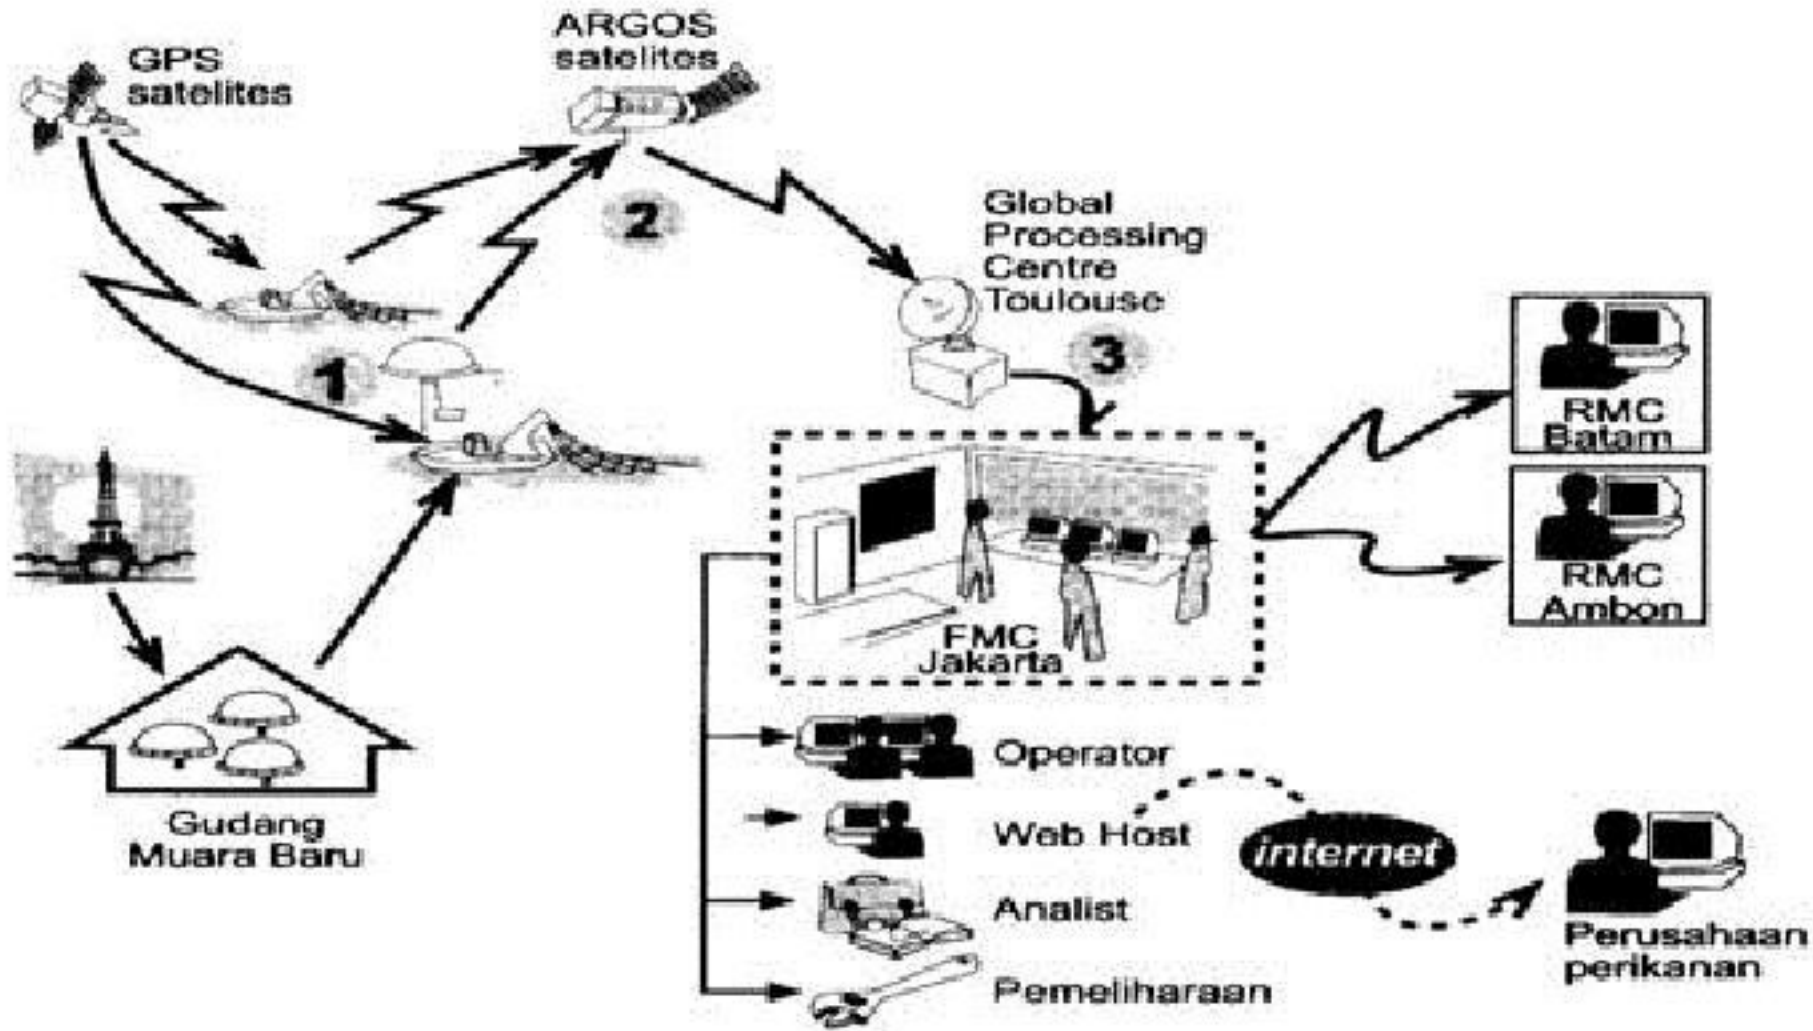 GPS
satelites
ARGOS
satelites
2
Global
Processing
Centre
Toulouse
1
3
RMC
Batam
RMC
Ambon
FMC
Jakarta
Gudang
Muara Baru
Operator
Web Host
internet
Analist
Perusahaan
perikanan
Pemeliharaan